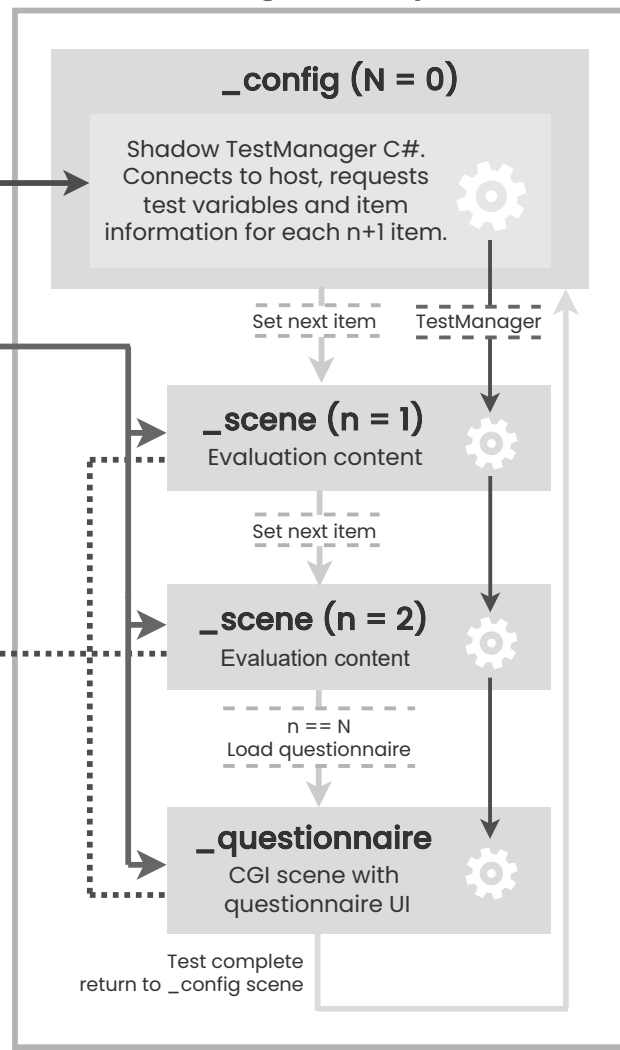 _config (N = 0)
Shadow TestManager C#.
Connects to host, requests
test variables and item
information for each n+1 item.
Set next item
TestManager
_scene (n = 1)
Evaluation content
Set next item
_scene (n = 2)
Evaluation content
n == N
Load questionnaire
_questionnaire
CGI scene with
questionnaire UI
Test complete
return to _config scene